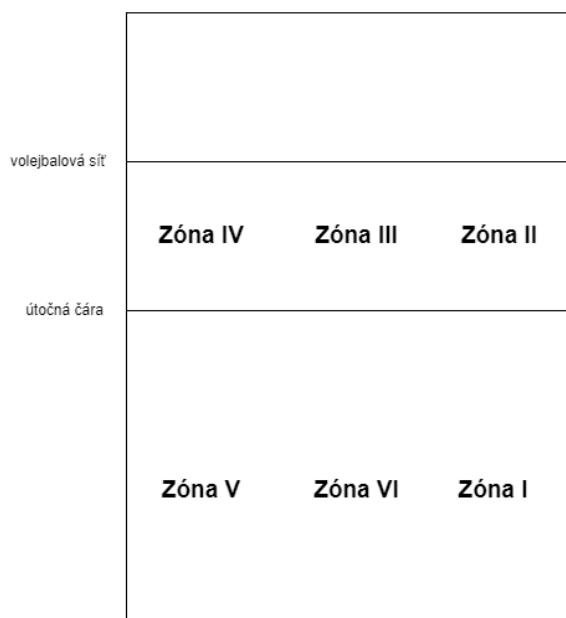 volejbalová síť
Zóna IV Zóna III Zóna II
útočná čára
Zóna V Zóna VI Zóna I